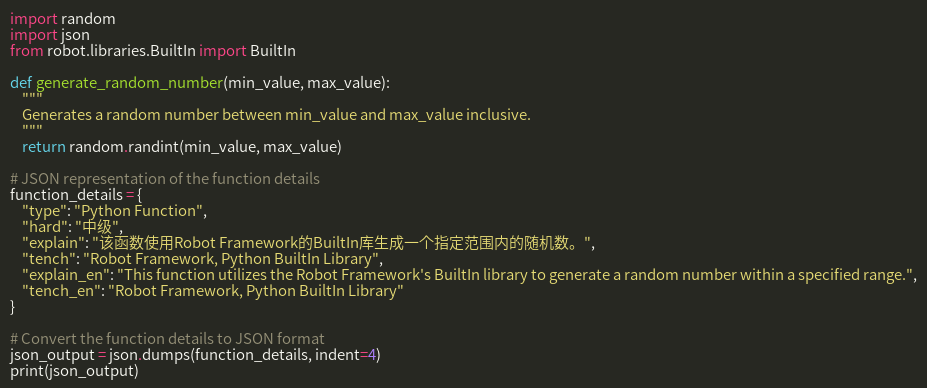 import random
import json
from robot.libraries.BuiltIn import BuiltIn

def generate_random_number(min_value, max_value):
    """
    Generates a random number between min_value and max_value inclusive.
    """
    return random.randint(min_value, max_value)

# JSON representation of the function details
function_details = {
    "type": "Python Function",
    "hard": "中级",
    "explain": "该函数使用Robot Framework的BuiltIn库生成一个指定范围内的随机数。",
    "tench": "Robot Framework, Python BuiltIn Library",
    "explain_en": "This function utilizes the Robot Framework's BuiltIn library to generate a random number within a specified range.",
    "tench_en": "Robot Framework, Python BuiltIn Library"
}

# Convert the function details to JSON format
json_output = json.dumps(function_details, indent=4)
print(json_output)